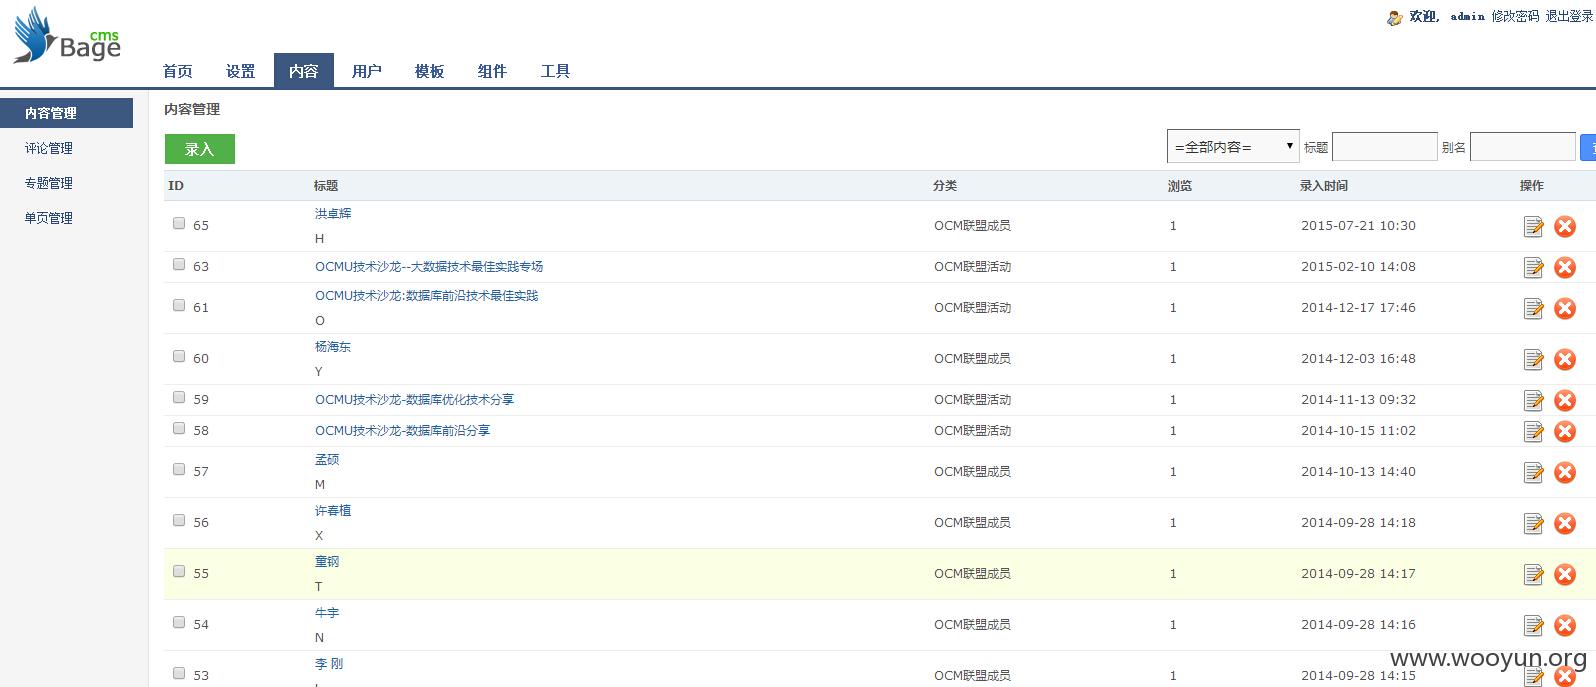 Bage cms
欢迎, admin 修改密码 退出登录
首页 设置 内容 用户 模板 组件 工具
内容管理
评论管理
专题管理
单页管理
内容管理
录入
=全部内容= 标题 别名
ID 标题 分类 浏览 录入时间 操作
65 洪卓辉 OCM联盟成员 1 2015-07-21 10:30
H
63 OCMU技术沙龙--大数据技术最佳实践专场 OCM联盟活动 1 2015-02-10 14:08
61 OCMU技术沙龙:数据库前沿技术最佳实践 OCM联盟活动 1 2014-12-17 17:46
O
60 杨海东 OCM联盟成员 1 2014-12-03 16:48
Y
59 OCMU技术沙龙-数据库优化技术分享 OCM联盟活动 1 2014-11-13 09:32
58 OCMU技术沙龙-数据库前沿分享 OCM联盟活动 1 2014-10-15 11:02
57 孟硕 OCM联盟成员 1 2014-10-13 14:40
M
56 许春植 OCM联盟成员 1 2014-09-28 14:18
X
55 童钢 OCM联盟成员 1 2014-09-28 14:17
T
54 牛宇 OCM联盟成员 1 2014-09-28 14:16
N
53 李 刚 OCM联盟成员 1 2014-09-28 14:15
www.wooyun.org